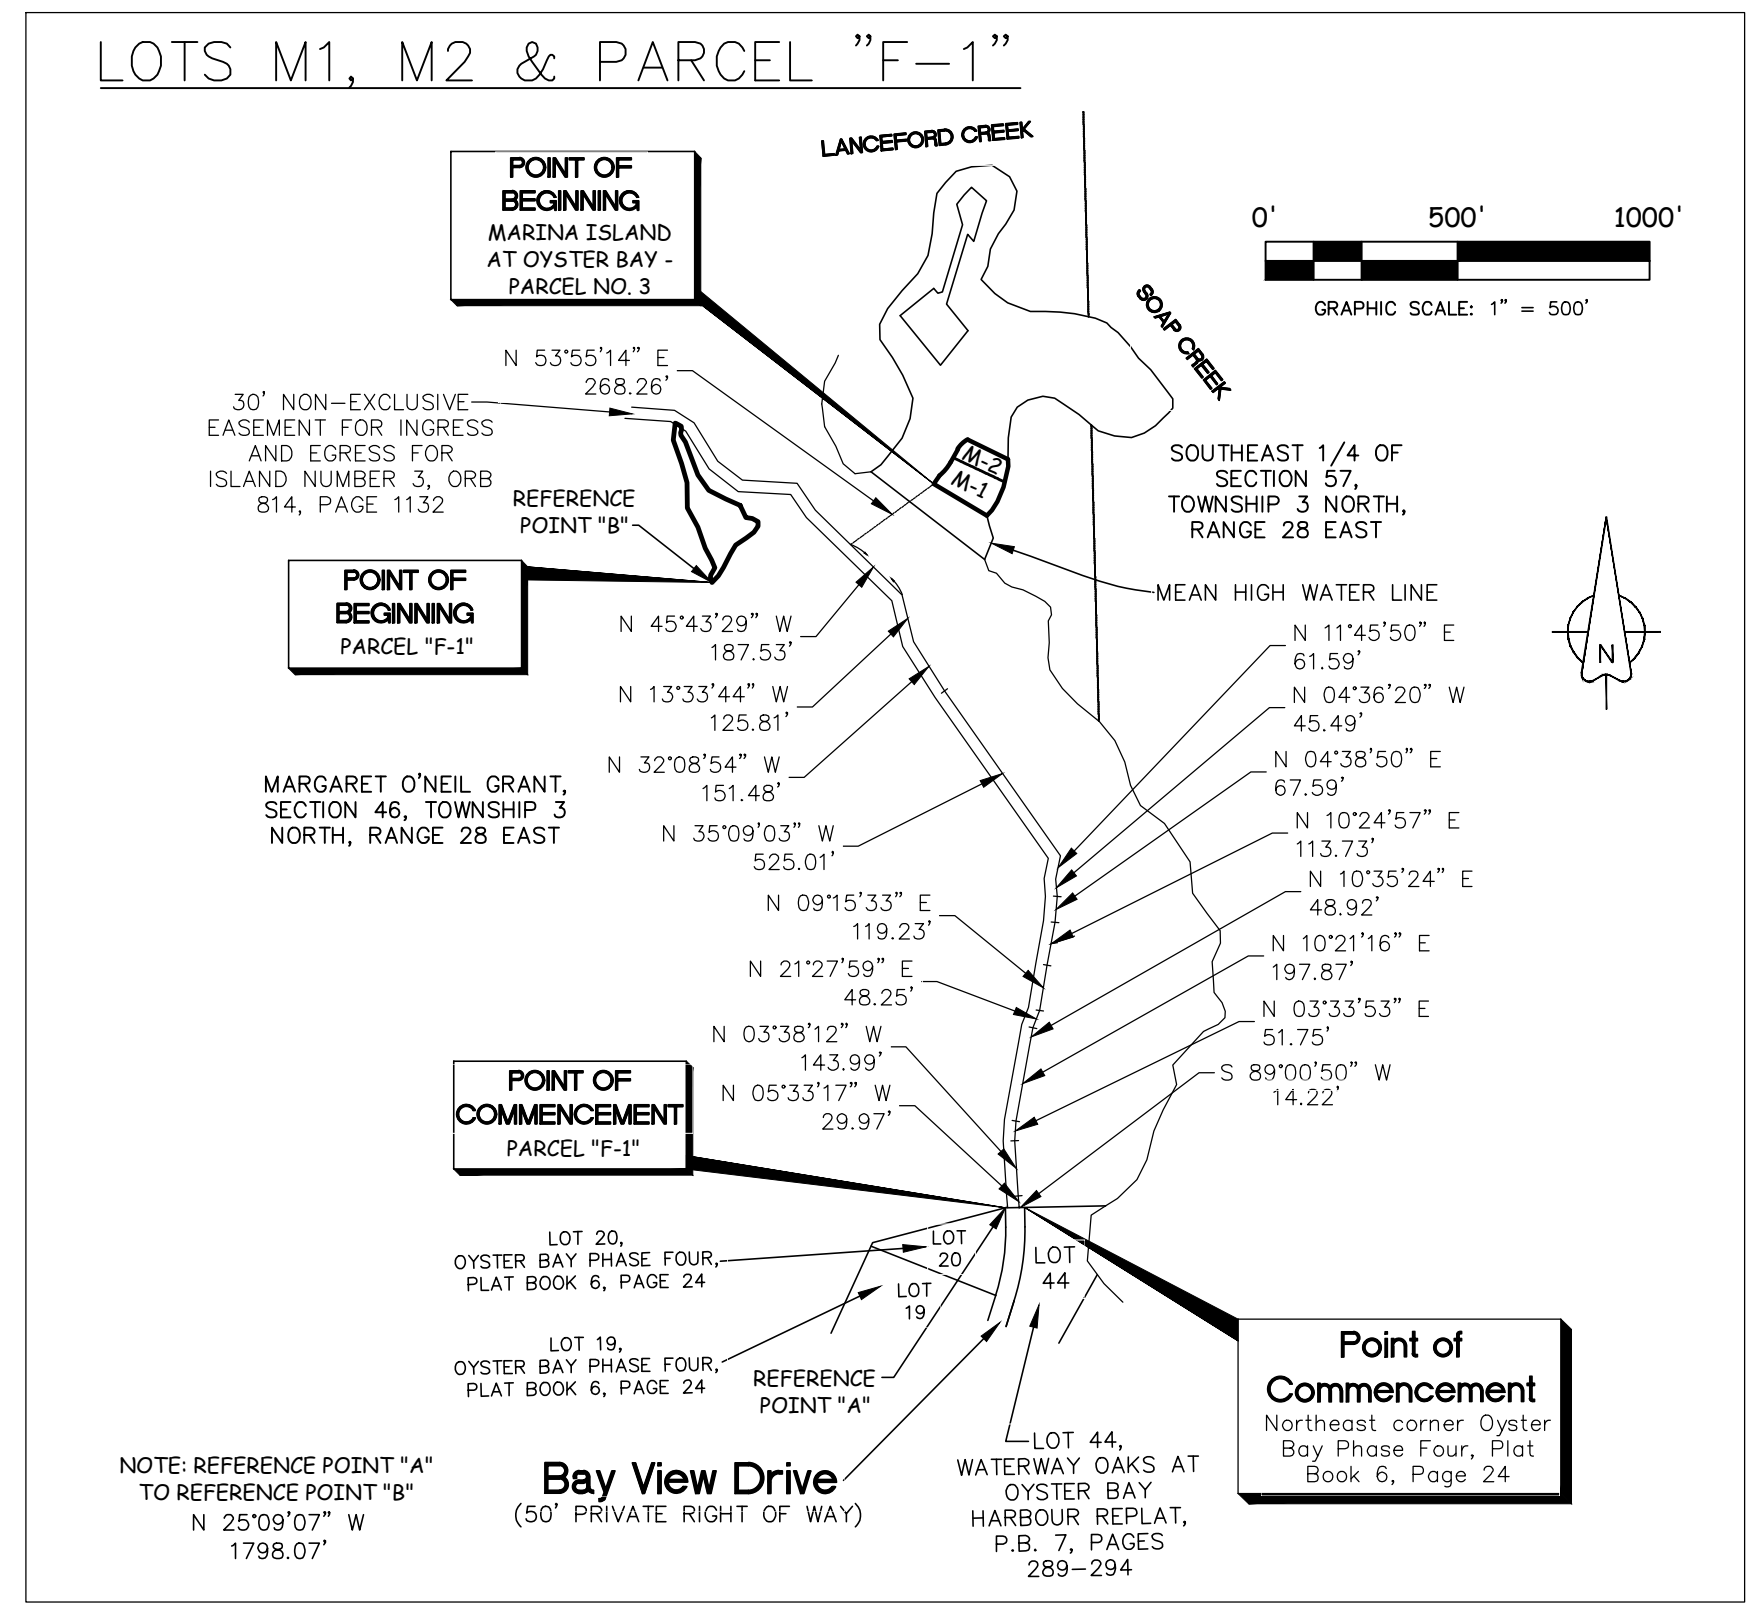 LOTS M1, M2 & PARCEL "F-1"
LANCEFORD CREEK
POINT OF
BEGINNING
MARINA ISLAND
AT OYSTER BAY -
PARCEL NO. 3
0' 500' 1000'
GRAPHIC SCALE: 1" = 500'
SOAP CREEK
N 53°55'14" E
268.26'
30' NON-EXCLUSIVE
EASEMENT FOR INGRESS
AND EGRESS FOR
ISLAND NUMBER 3, ORB
814, PAGE 1132
M-2
M-1
SOUTHEAST 1/4 OF
SECTION 57,
TOWNSHIP 3 NORTH,
RANGE 28 EAST
REFERENCE
POINT "B"
POINT OF
BEGINNING
PARCEL "F-1"
MEAN HIGH WATER LINE
N
N 45°43'29" W
187.53'
N 13°33'44" W
125.81'
N 32°08'54" W
151.48'
N 35°09'03" W
525.01'
N 11°45'50" E
61.59'
N 04°36'20" W
45.49'
N 04°38'50" E
67.59'
N 10°24'57" E
113.73'
N 10°35'24" E
48.92'
N 10°21'16" E
197.87'
N 03°33'53" E
51.75'
S 89°00'50" W
14.22'
MARGARET O'NEIL GRANT,
SECTION 46, TOWNSHIP 3
NORTH, RANGE 28 EAST
N 09°15'33" E
119.23'
N 21°27'59" E
48.25'
N 03°38'12" W
143.99'
N 05°33'17" W
29.97'
POINT OF
COMMENCEMENT
PARCEL "F-1"
LOT 20,
OYSTER BAY PHASE FOUR,
PLAT BOOK 6, PAGE 24
LOT
20
LOT
19
LOT
44
LOT 19,
OYSTER BAY PHASE FOUR,
PLAT BOOK 6, PAGE 24
REFERENCE
POINT "A"
Point of
Commencement
Northeast corner Oyster
Bay Phase Four, Plat
Book 6, Page 24
NOTE: REFERENCE POINT "A"
TO REFERENCE POINT "B"
N 25°09'07" W
1798.07'
Bay View Drive
(50' PRIVATE RIGHT OF WAY)
LOT 44,
WATERWAY OAKS AT
OYSTER BAY
HARBOUR REPLAT,
P.B. 7, PAGES
289-294